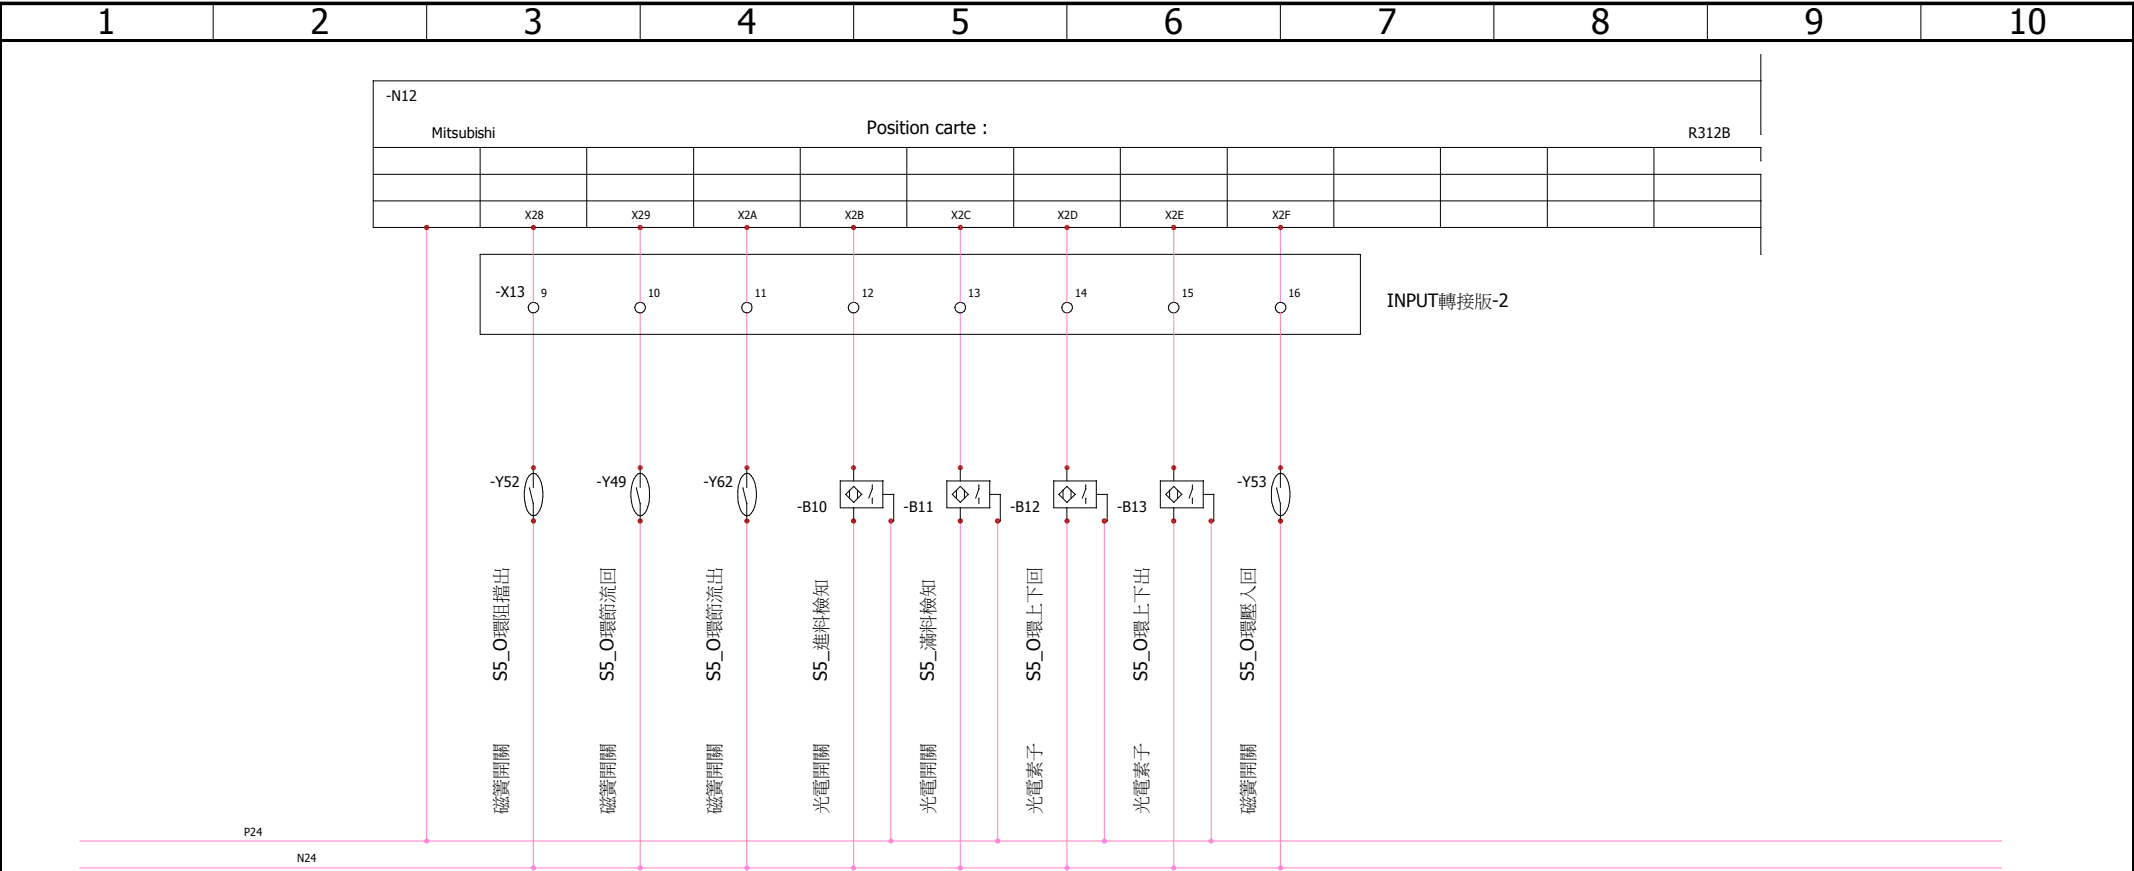 1 2 3 4 5 6 7 8 9 10
-N12
Mitsubishi Position carte : R312B
X28 X29 X2A X2B X2C X2D X2E X2F
-X13 9 10 11 12 13 14 15 16
INPUT轉接版-2
-Y52 -Y49 -Y62 -B10 -B11 -B12 -B13 -Y53
S5_O環阻擋出
S5_O環節流回
S5_O環節流出
S5_進料檢知
S5_滿料檢知
S5_O環上下回
S5_O環上下出
S5_O環壓入回
磁簧開關
磁簧開關
磁簧開關
光電開關
光電開關
光電素子
光電素子
磁簧開關
P24
N24